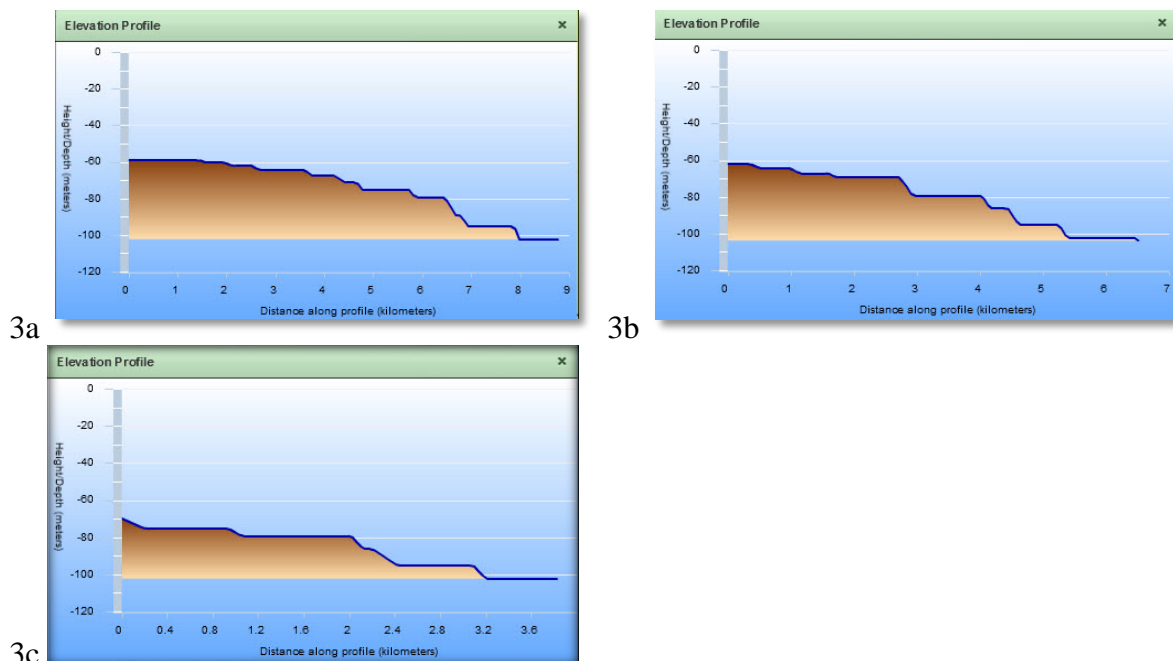 Elevation Profile ×
0
-20
-40
-60
-80
-100
-120
Height/Depth (meters)
0 1 2 3 4 5 6 7 8 9
Distance along profile (kilometers)
3a
Elevation Profile ×
0
-20
-40
-60
-80
-100
-120
Height/Depth (meters)
0 1 2 3 4 5 6 7
Distance along profile (kilometers)
3b
Elevation Profile ×
0
-20
-40
-60
-80
-100
-120
Height/Depth (meters)
0 0.4 0.8 1.2 1.6 2 2.4 2.8 3.2 3.6
Distance along profile (kilometers)
3c